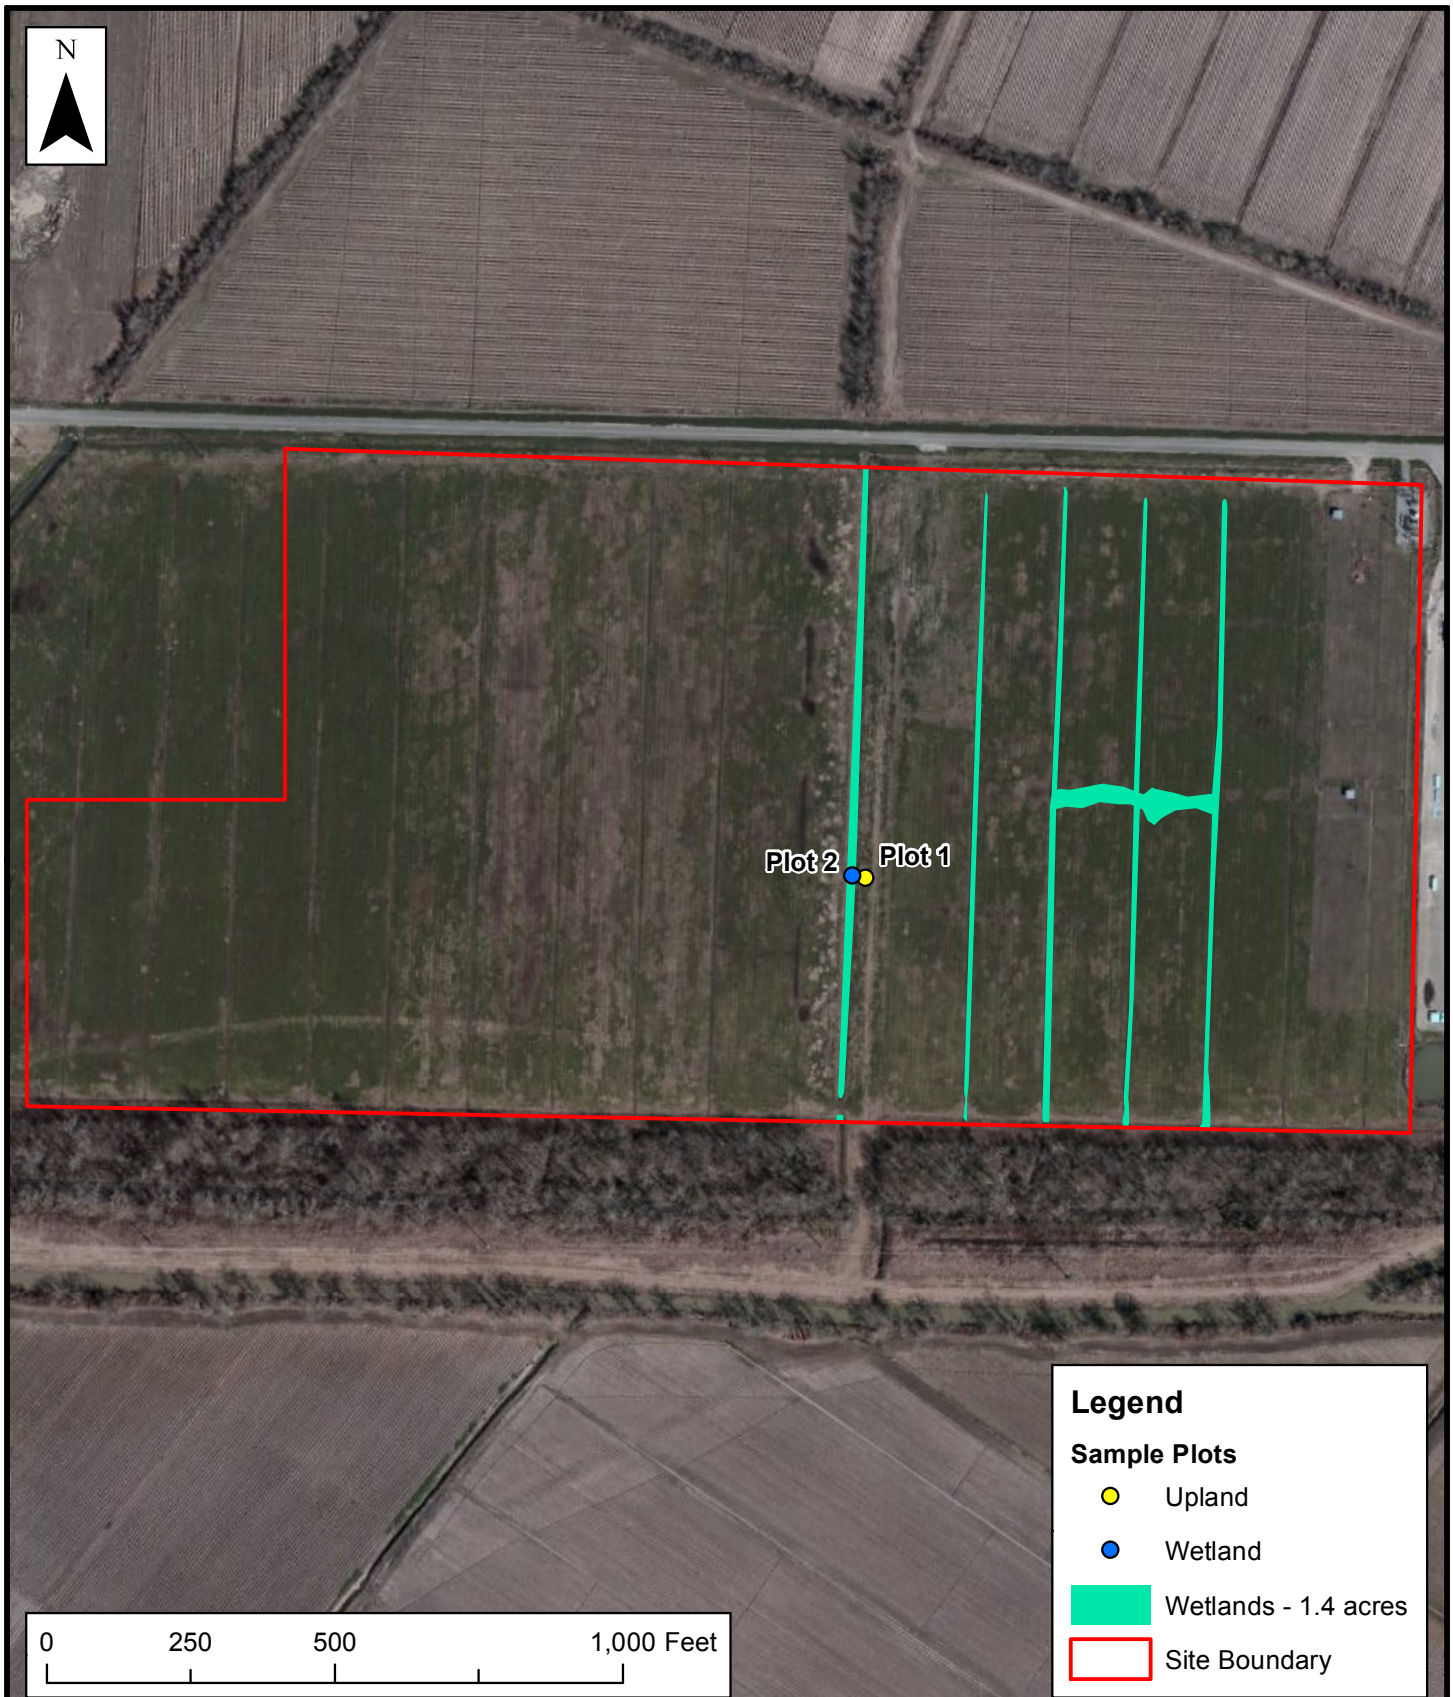 N
Plot 2
Plot 1
Legend
Sample Plots
Upland
Wetland
Wetlands - 1.4 acres
Site Boundary
0 250 500 1,000 Feet